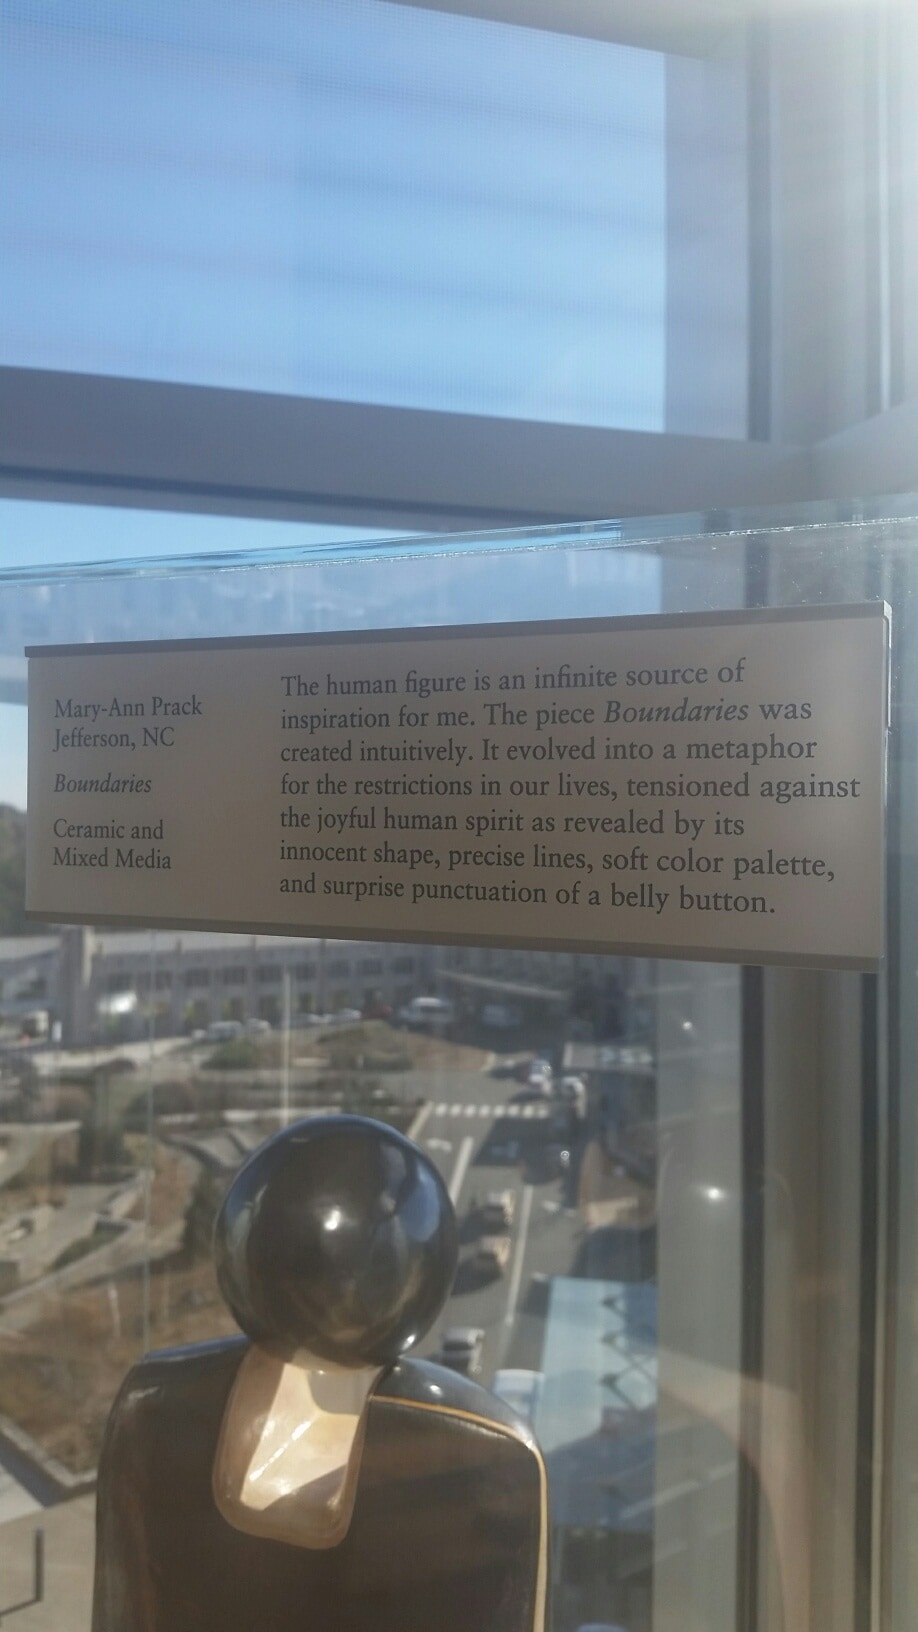 Mary-Ann Prack
Jefferson, NC
Boundaries
Ceramic and
Mixed Media
The human figure is an infinite source of
inspiration for me. The piece Boundaries was
created intuitively. It evolved into a metaphor
for the restrictions in our lives, tensioned against
the joyful human spirit as revealed by its
innocent shape, precise lines, soft color palette,
and surprise punctuation of a belly button.